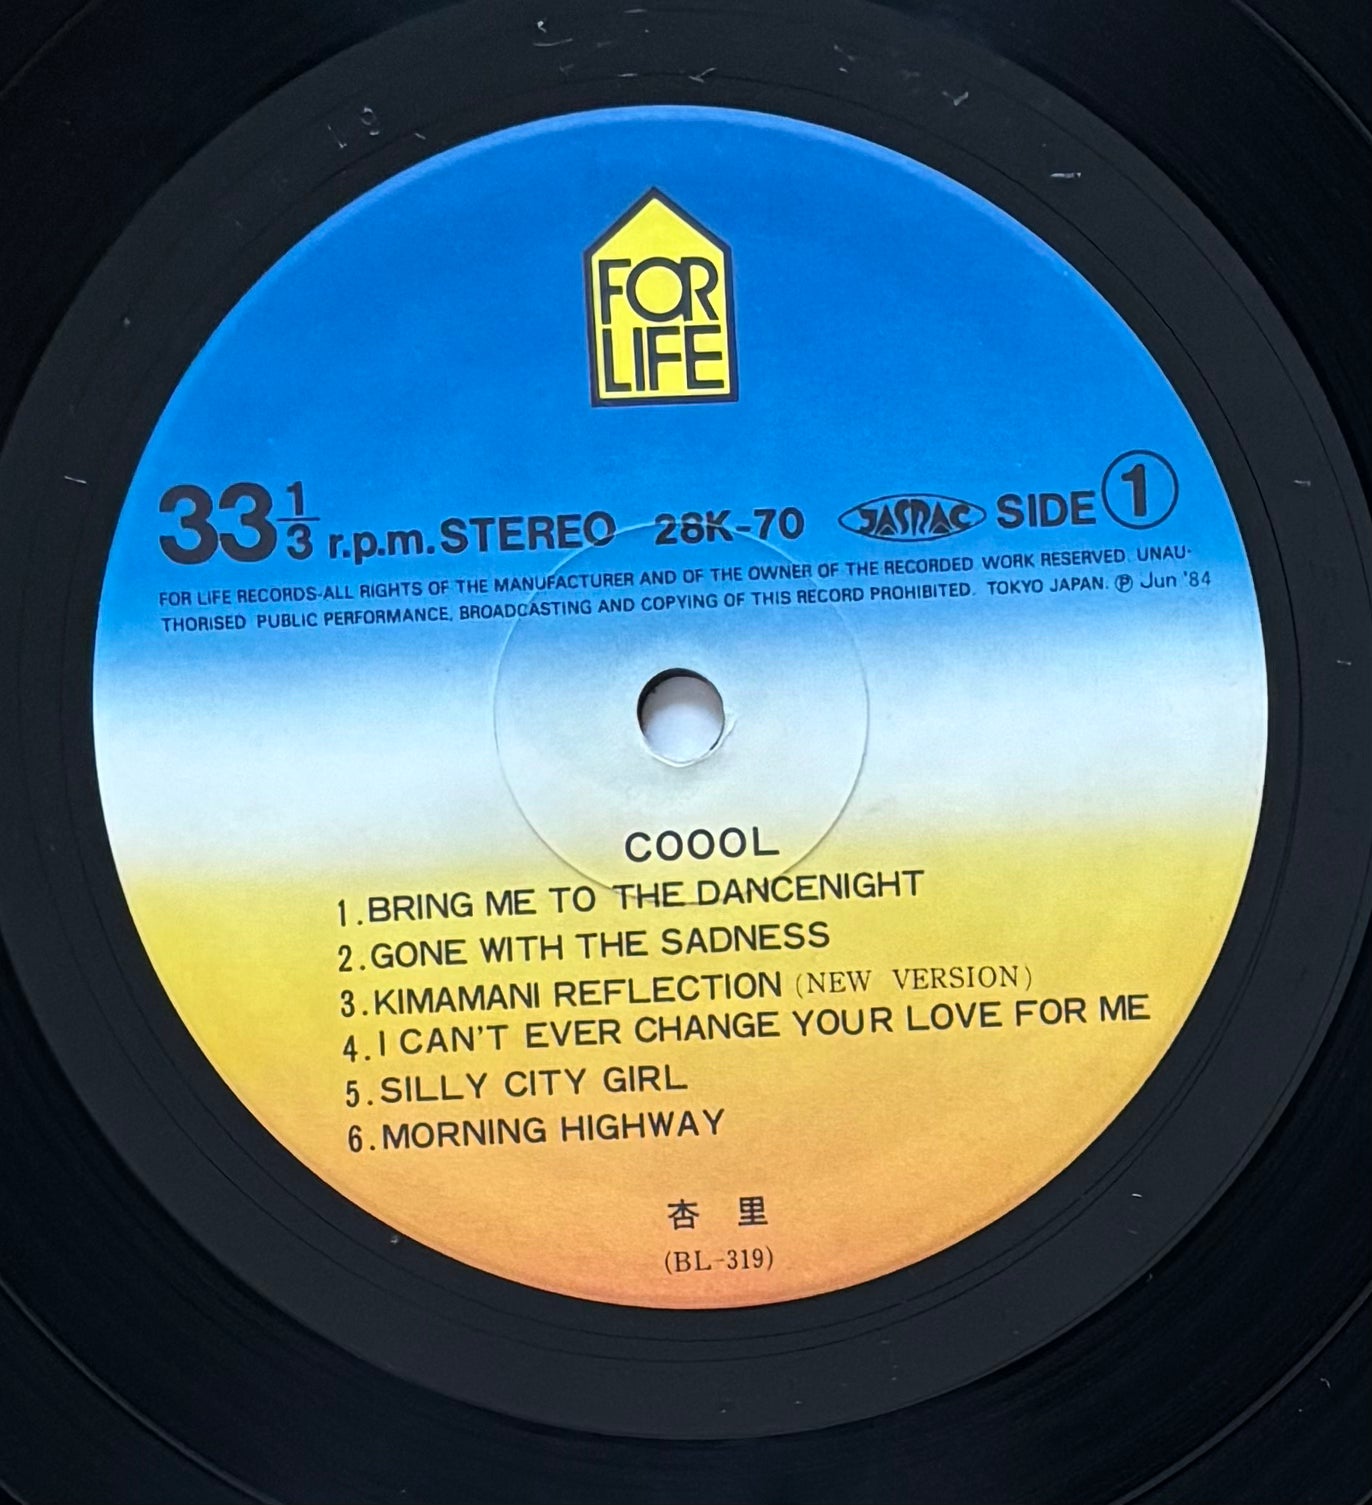 FOR
LIFE
33 1/3 r.p.m. STEREO 28K-70 JASRAC SIDE 1
FOR LIFE RECORDS-ALL RIGHTS OF THE MANUFACTURER AND OF THE OWNER OF THE RECORDED WORK RESERVED. UNAU-
THORISED PUBLIC PERFORMANCE, BROADCASTING AND COPYING OF THIS RECORD PROHIBITED. TOKYO JAPAN. Ⓟ Jun '84
COOOL
1. BRING ME TO THE DANCENIGHT
2. GONE WITH THE SADNESS
3. KIMAMANI REFLECTION (NEW VERSION)
4. I CAN'T EVER CHANGE YOUR LOVE FOR ME
5. SILLY CITY GIRL
6. MORNING HIGHWAY
杏 里
(BL-319)